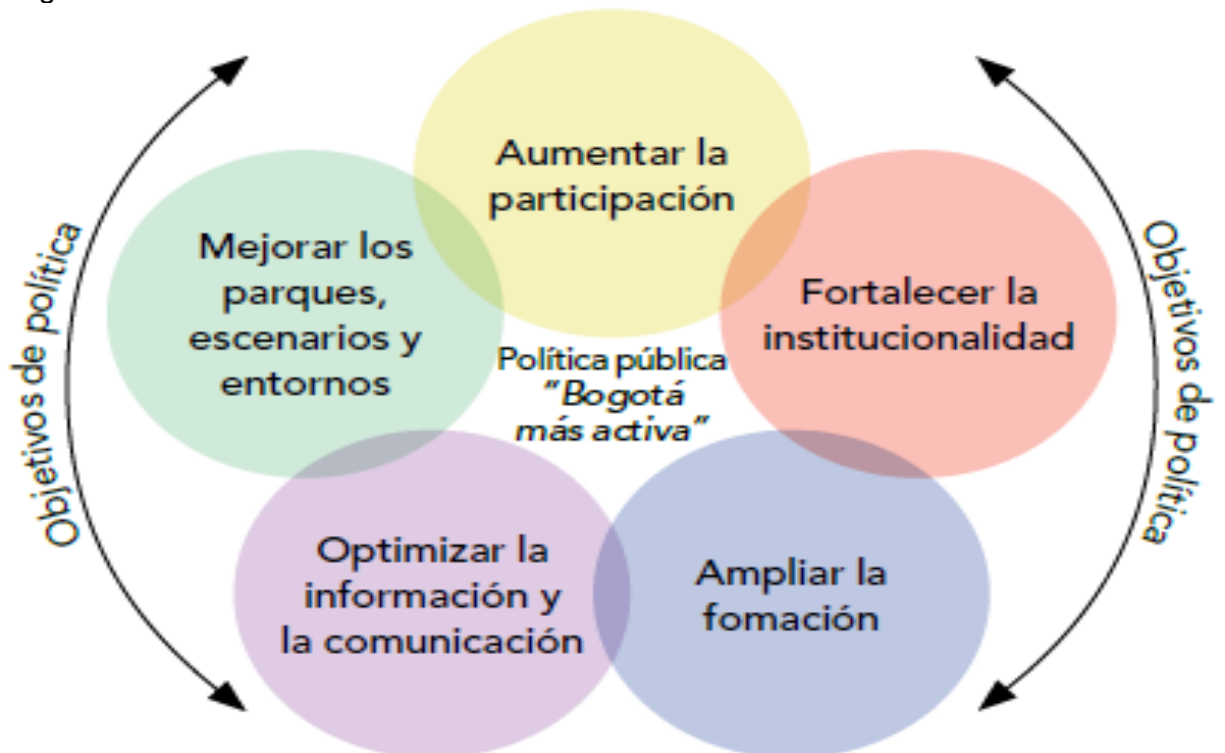 Aumentar la
participación
Mejorar los
parques,
escenarios y
entornos
Fortalecer la
institucionalidad
Política pública
"Bogotá
más activa"
Optimizar la
información y
la comunicación
Ampliar la
fomación
Objetivos de política
Objetivos de política